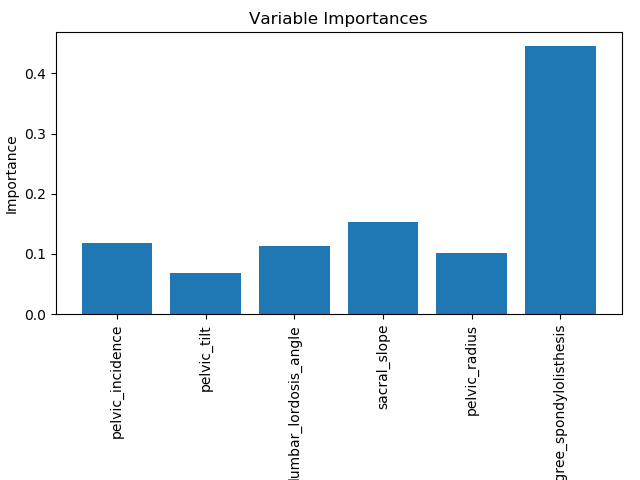 Variable Importances
Importance
0.4
0.3
0.2
0.1
0.0
pelvic_incidence
pelvic_tilt
lumbar_lordosis_angle
sacral_slope
pelvic_radius
gree_spondylolisthesis